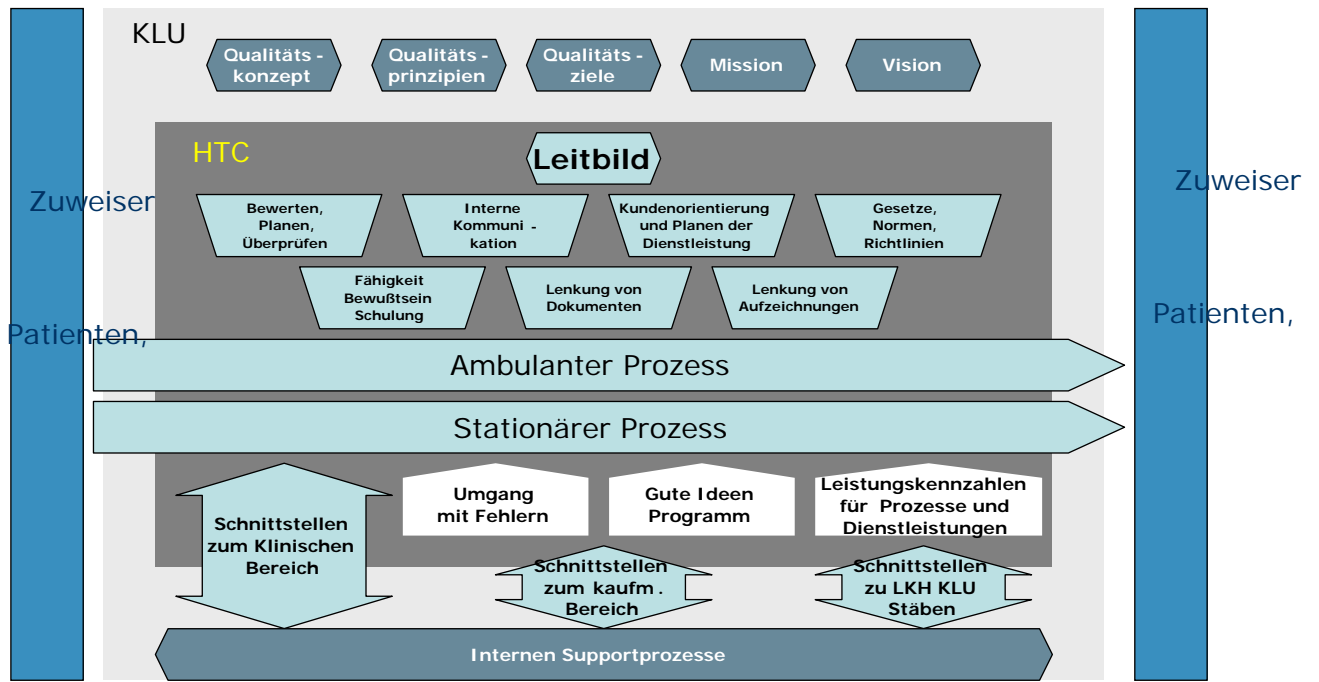 KLU
Qualitäts -
konzept
Qualitäts -
prinzipien
Qualitäts -
ziele
Mission
Vision
HTC
Leitbild
Zuweiser
Patienten,
Bewerten,
Planen,
Überprüfen
Interne
Kommuni -
kation
Kundenorientierung
und Planen der
Dienstleistung
Gesetze,
Normen,
Richtlinien
Fähigkeit
Bewußtsein
Schulung
Lenkung von
Dokumenten
Lenkung von
Aufzeichnungen
Zuweiser
Patienten,
Ambulanter Prozess
Stationärer Prozess
Schnittstellen
zum Klinischen
Bereich
Umgang
mit Fehlern
Gute Ideen
Programm
Leistungskennzahlen
für Prozesse und
Dienstleistungen
Schnittstellen
zum kaufm .
Bereich
Schnittstellen
zu LKH KLU
Stäben
Internen Supportprozesse